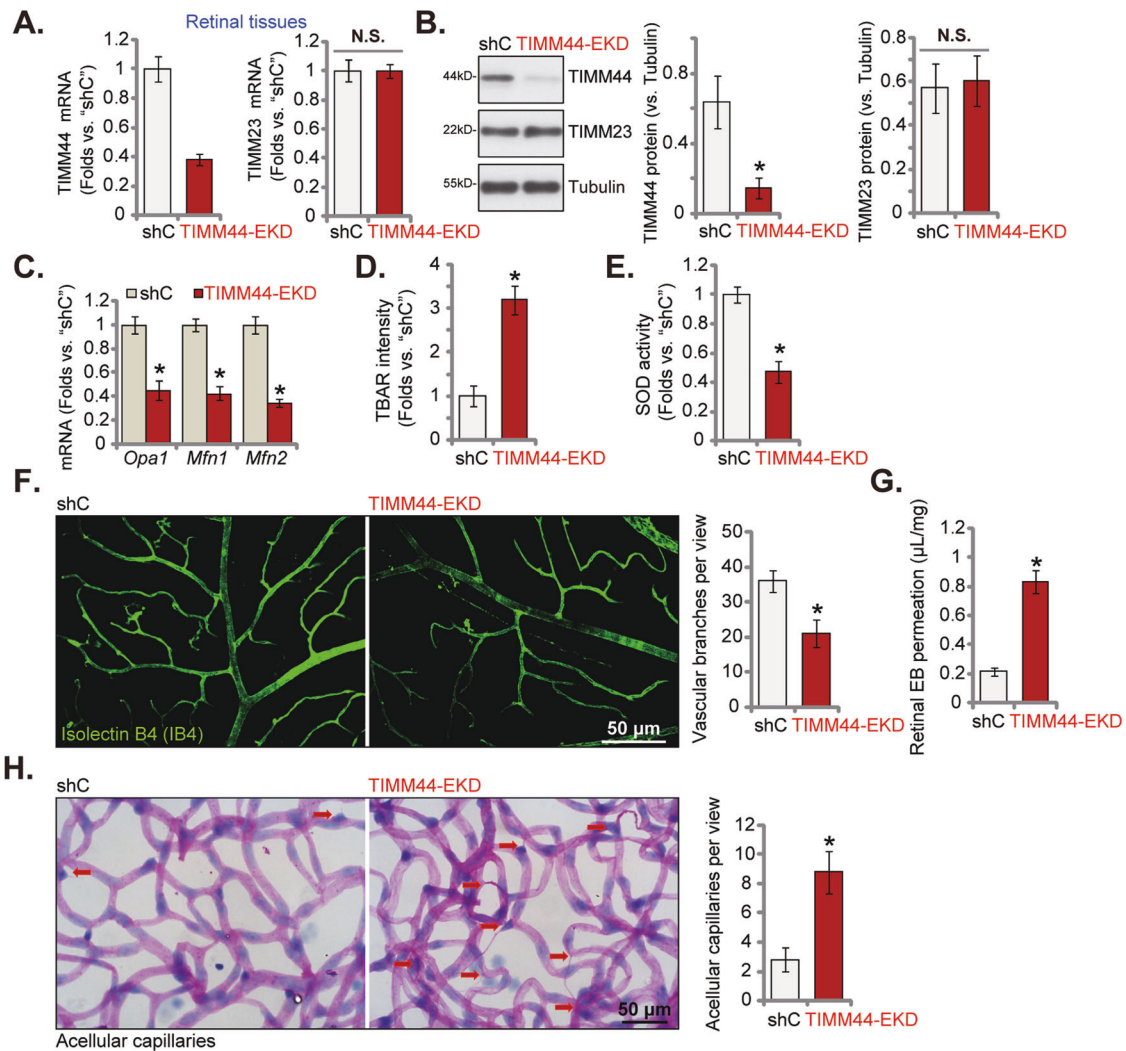 A.
Retinal tissues
TIMM44 mRNA
(Folds vs. “shC”)
1.2
1
0.8
0.6
0.4
0.2
0
shC TIMM44-EKD
TIMM23 mRNA
(Folds vs. “shC”)
1.2
1
0.8
0.6
0.4
0.2
0
N.S.
shC TIMM44-EKD
B.
shC TIMM44-EKD
44kD- TIMM44
22kD- TIMM23
55kD- Tubulin
TIMM44 protein (vs. Tubulin)
1
0.8
0.6
0.4
0.2
0
*
shC TIMM44-EKD
TIMM23 protein (vs. Tubulin)
0.8
0.6
0.4
0.2
0
N.S.
shC TIMM44-EKD
C.
shC TIMM44-EKD
mRNA (Folds vs. “shC”)
1.2
1
0.8
0.6
0.4
0.2
0
* * *
Opa1 Mfn1 Mfn2
D.
TBAR intensity
(Folds vs. “shC”)
4
3
2
1
0
*
shC TIMM44-EKD
E.
SOD activity
(Folds vs. “shC”)
1.2
1
0.8
0.6
0.4
0.2
0
*
shC TIMM44-EKD
F.
shC TIMM44-EKD
Isolectin B4 (IB4)
50 μm
Vascular branches per view
50
40
30
20
10
0
*
shC TIMM44-EKD
G.
Retinal EB permeation (μL/mg)
1.2
1
0.8
0.6
0.4
0.2
0
*
shC TIMM44-EKD
H.
shC TIMM44-EKD
50 μm
Acellular capillaries
Acellular capillaries per view
12
10
8
6
4
2
0
*
shC TIMM44-EKD